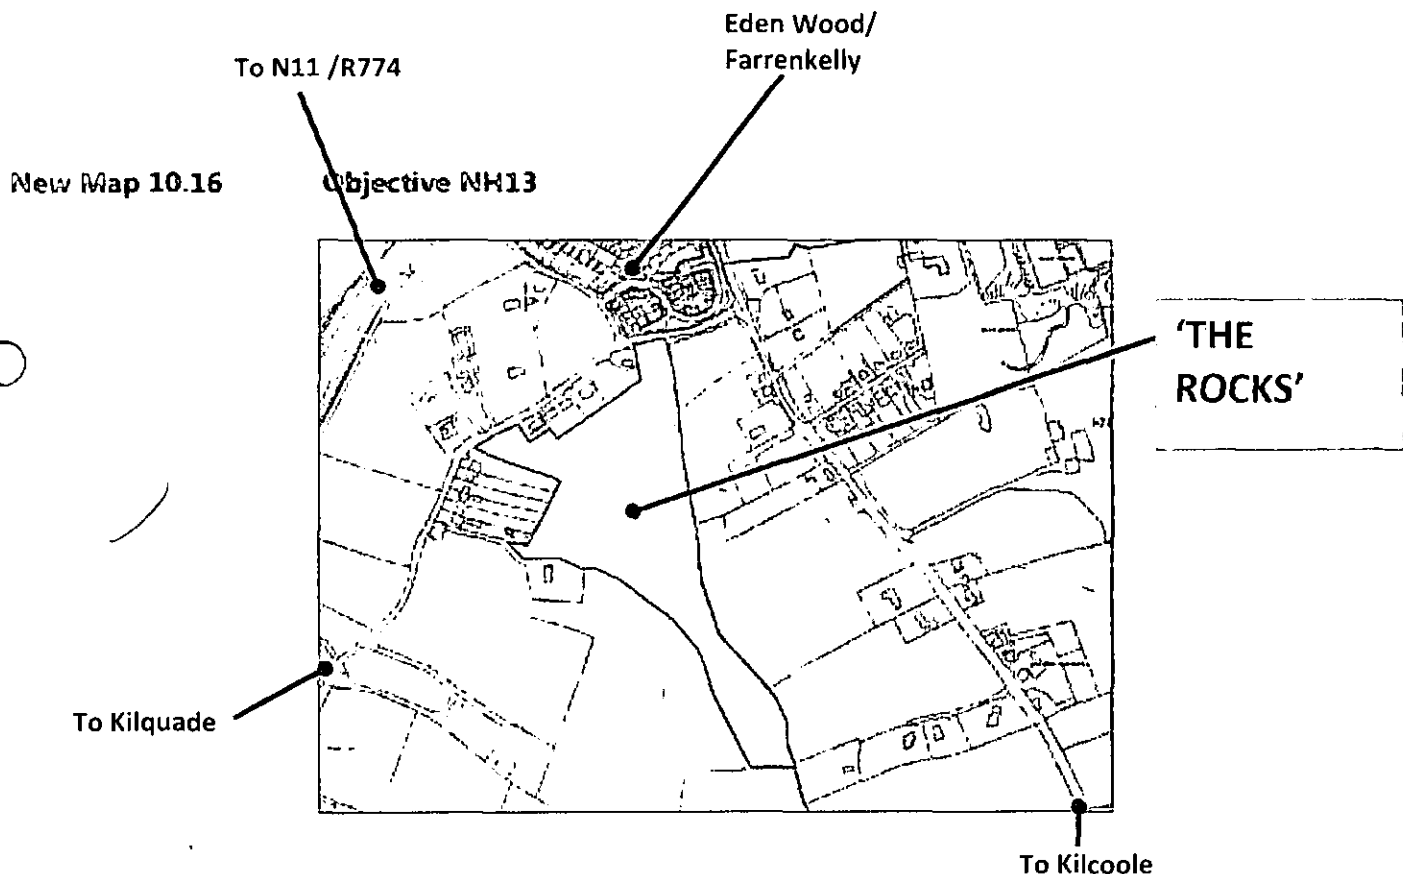 Eden Wood/
Farrenkelly
To N11 /R774
New Map 10.16 Objective NH13
'THE
ROCKS'
To Kilquade
To Kilcoole